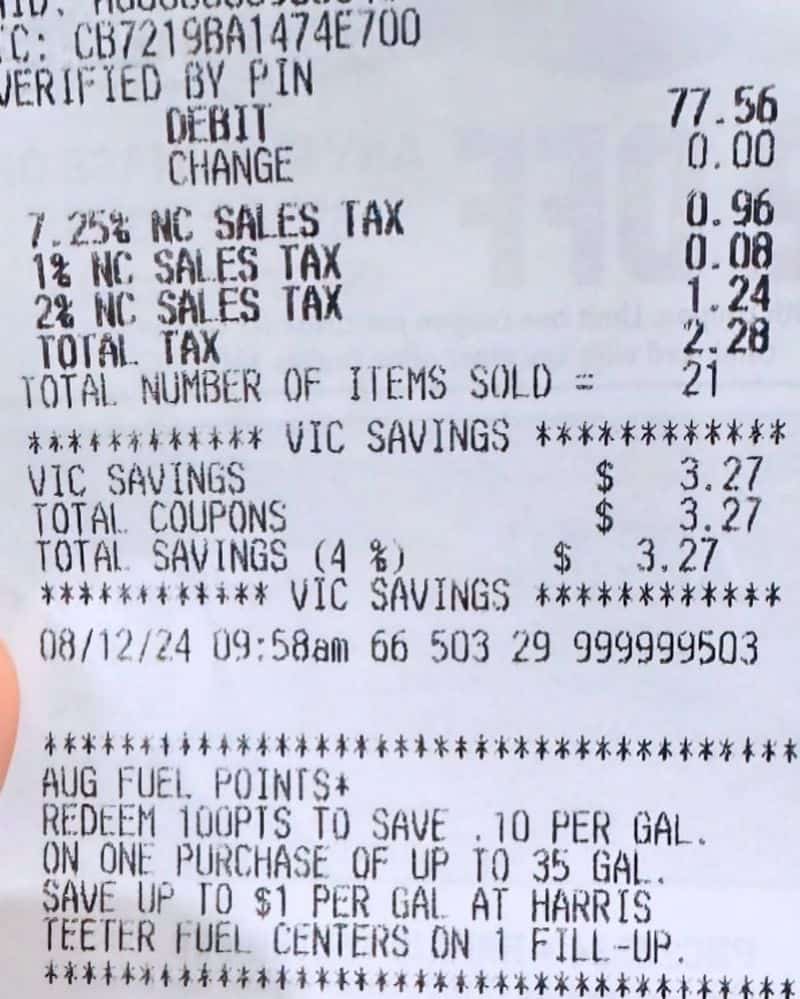 C: CB7219BA1474E700
VERIFIED BY PIN
DEBIT 77.56
CHANGE 0.00
7.25% NC SALES TAX 0.96
1% NC SALES TAX 0.08
2% NC SALES TAX 1.24
TOTAL TAX 2.28
TOTAL NUMBER OF ITEMS SOLD = 21
************ VIC SAVINGS ************
VIC SAVINGS $ 3.27
TOTAL COUPONS $ 3.27
TOTAL SAVINGS (4 %) $ 3.27
************ VIC SAVINGS ************
08/12/24 09:58am 66 503 29 999999503
***************************************
AUG FUEL POINTS*
REDEEM 100PTS TO SAVE .10 PER GAL.
ON ONE PURCHASE OF UP TO 35 GAL.
SAVE UP TO $1 PER GAL AT HARRIS
TEETER FUEL CENTERS ON 1 FILL-UP.
***************************************